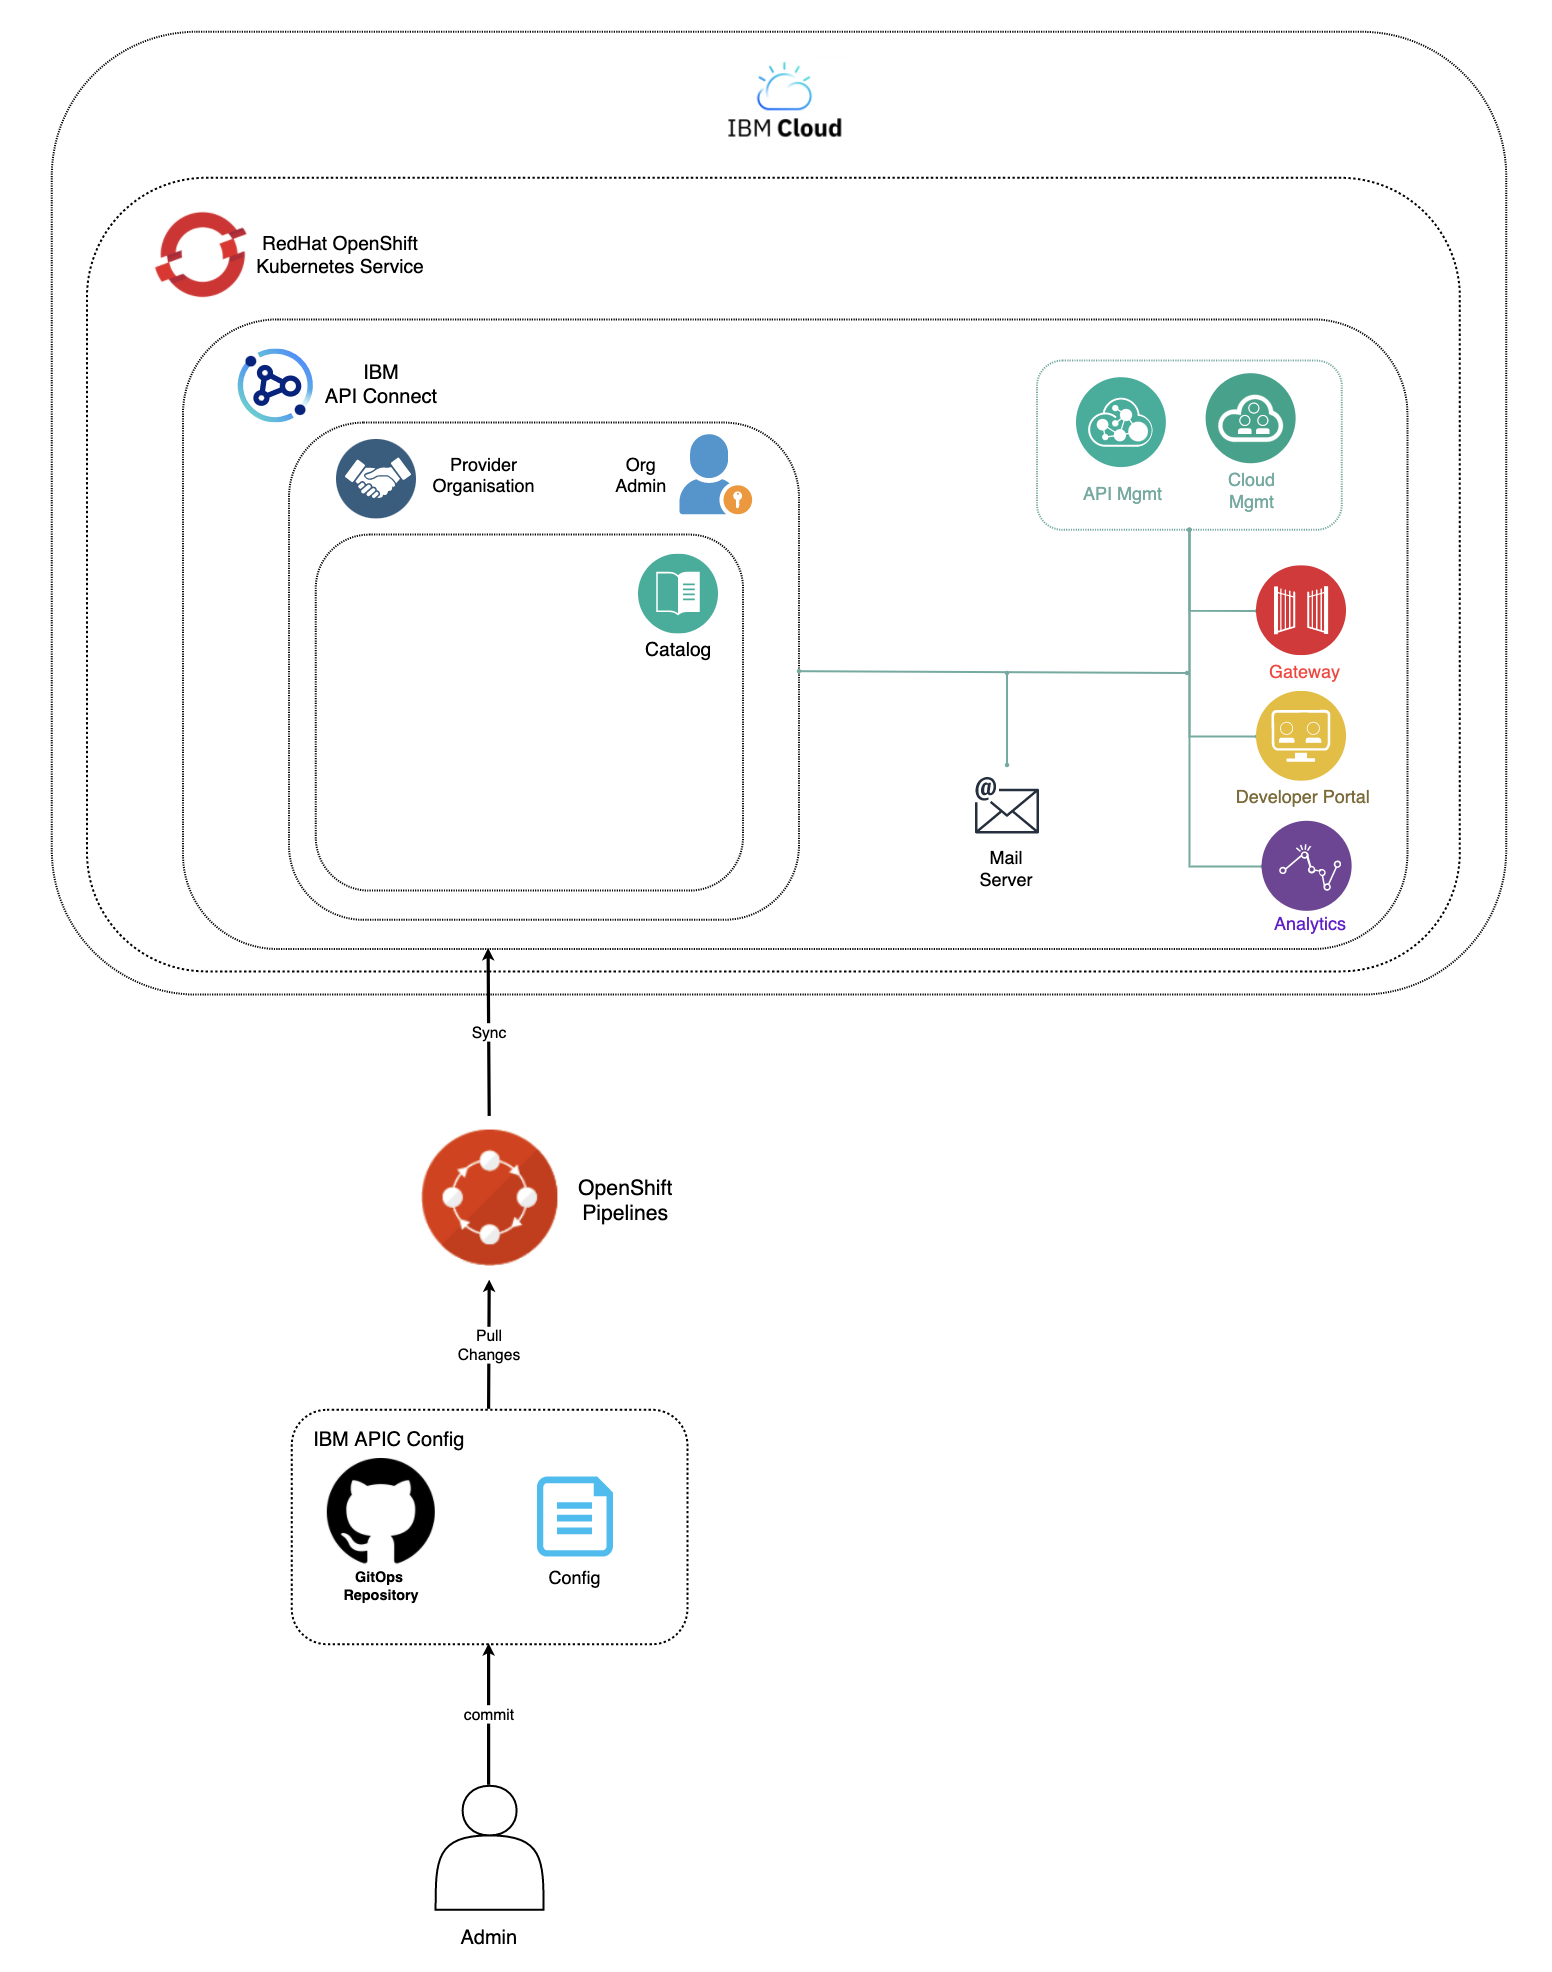 IBM Cloud
RedHat OpenShift
Kubernetes Service
IBM
API Connect
Provider
Organisation
Org
Admin
Catalog
API Mgmt
Cloud
Mgmt
Gateway
Developer Portal
@
Mail
Server
Analytics
Sync
OpenShift
Pipelines
Pull
Changes
IBM APIC Config
GitOps
Repository
Config
commit
Admin